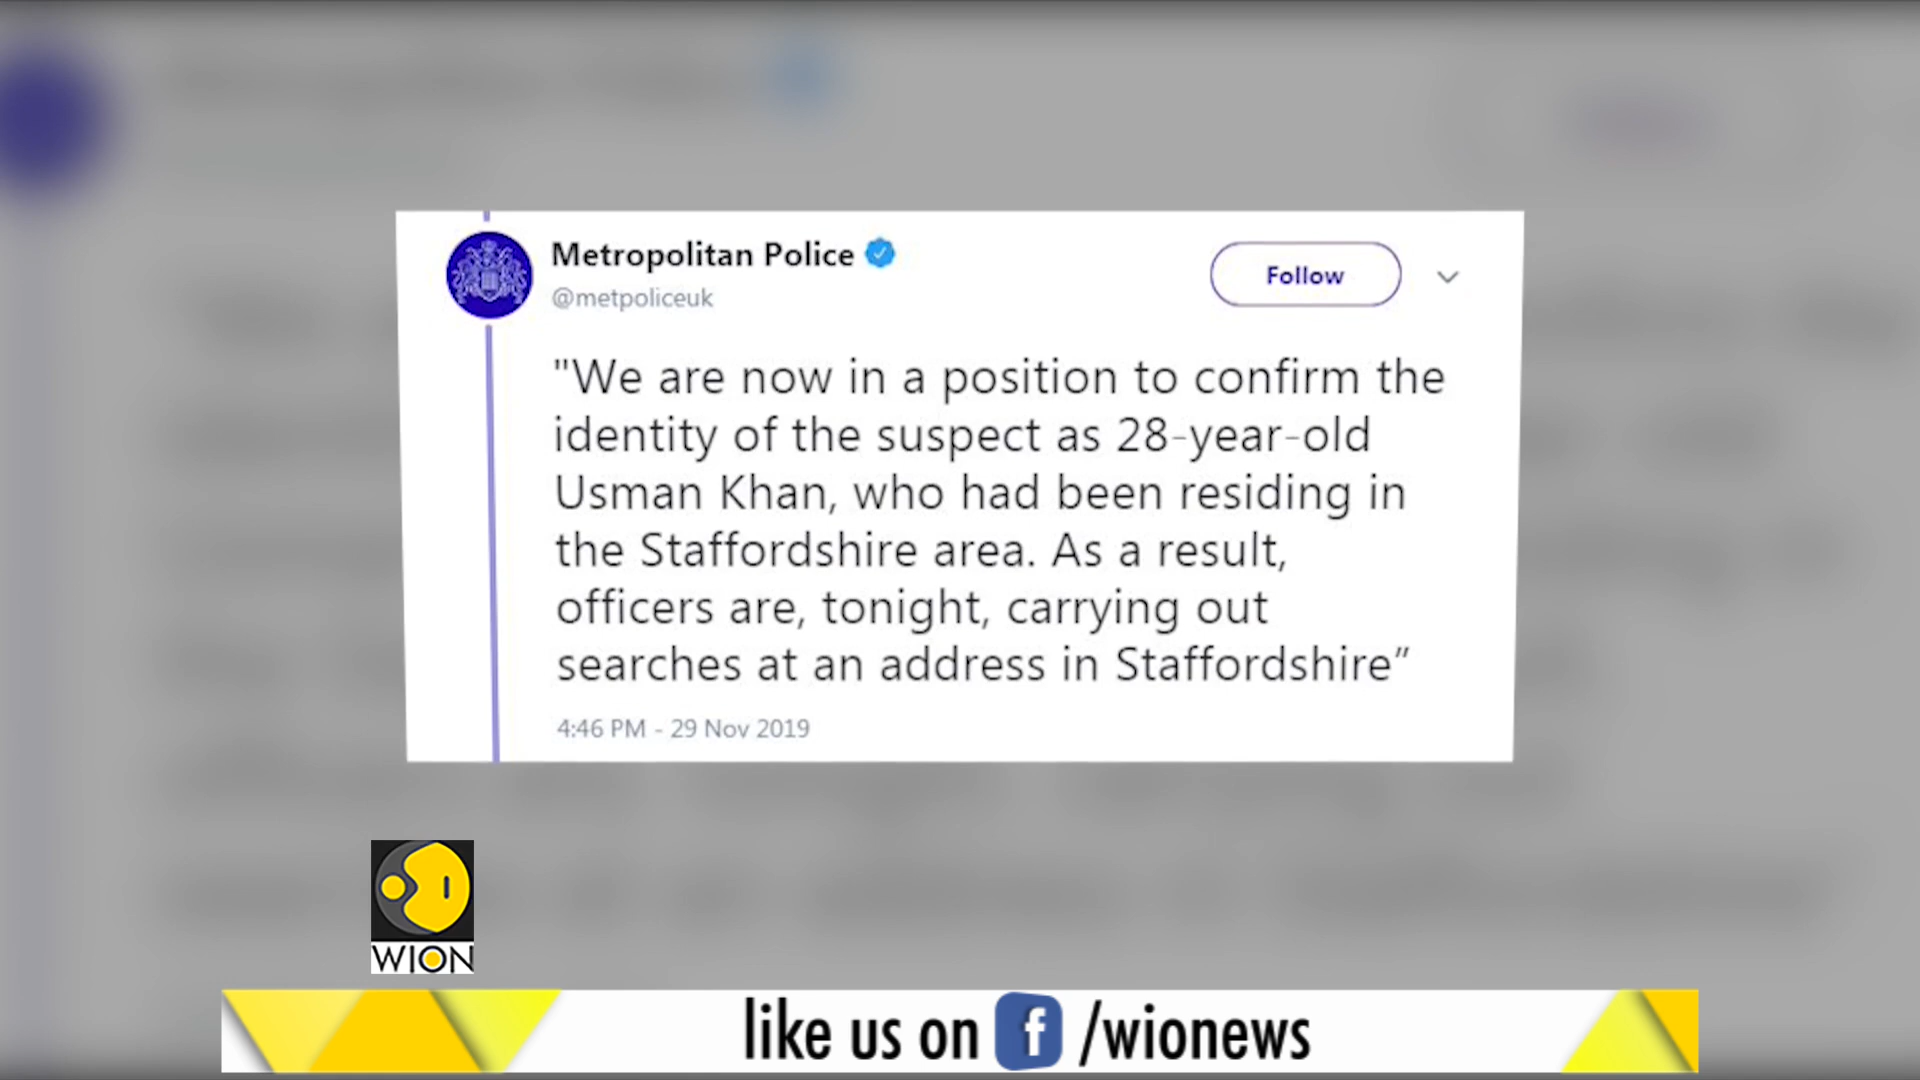 Metropolitan Police
@metpoliceuk
Follow
"We are now in a position to confirm the
identity of the suspect as 28-year-old
Usman Khan, who had been residing in
the Staffordshire area. As a result,
officers are, tonight, carrying out
searches at an address in Staffordshire”
4:46 PM - 29 Nov 2019
WION
like us on f /wionews